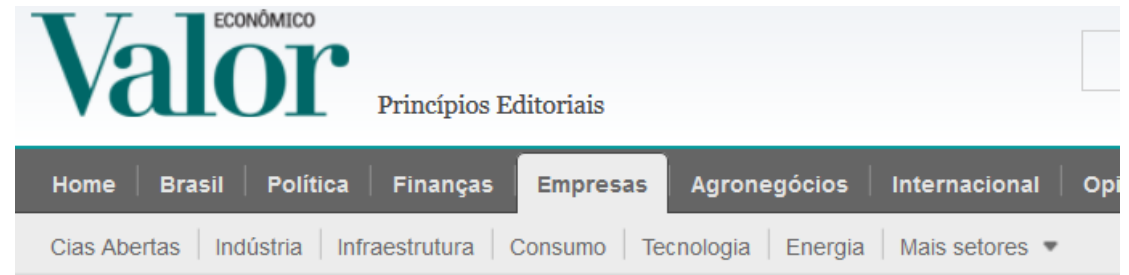 ECONÔMICO
Valor
Princípios Editoriais
Home Brasil Política Finanças Empresas Agronegócios Internacional Opi
Cias Abertas Indústria Infraestrutura Consumo Tecnologia Energia Mais setores